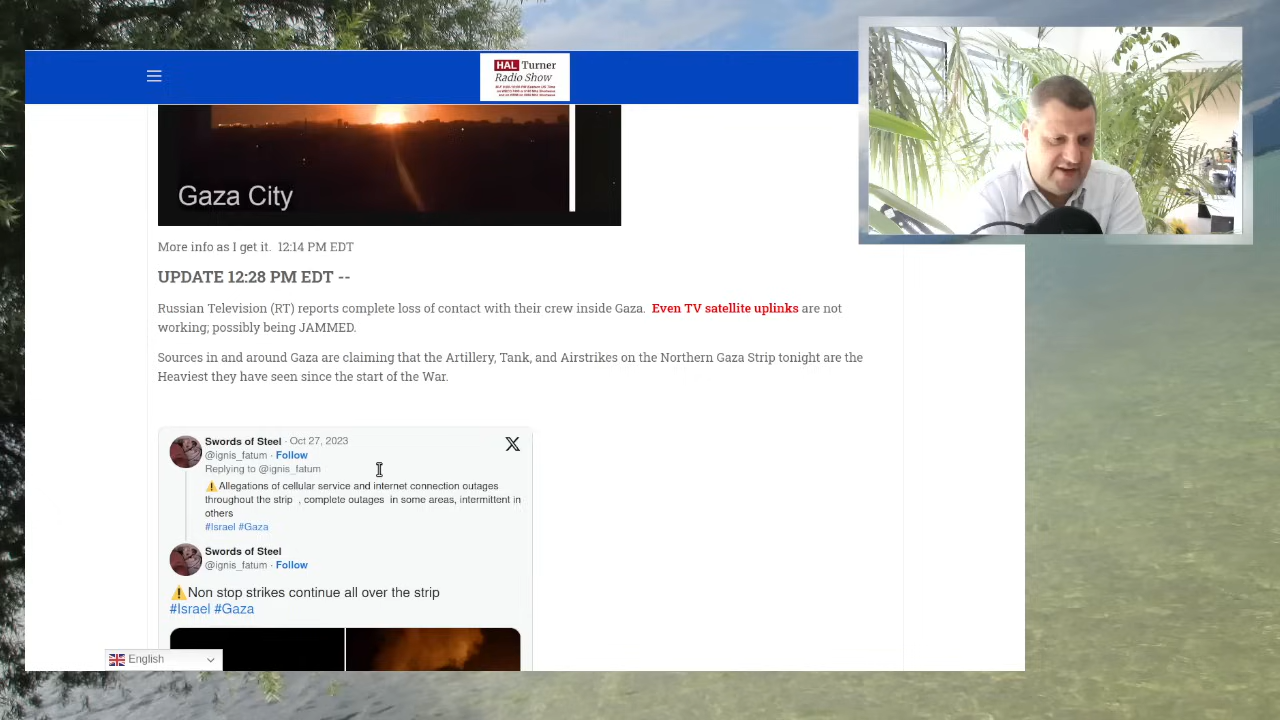 HAL Turner
Radio Show
Gaza City
More info as I get it.  12:14 PM EDT
UPDATE 12:28 PM EDT --
Russian Television (RT) reports complete loss of contact with their crew inside Gaza.  Even TV satellite uplinks are not
working; possibly being JAMMED.
Sources in and around Gaza are claiming that the Artillery, Tank, and Airstrikes on the Northern Gaza Strip tonight are the
Heaviest they have seen since the start of the War.
Swords of Steel · Oct 27, 2023
@ignis_fatum · Follow
Replying to @ignis_fatum
⚠️Allegations of cellular service and internet connection outages
throughout the strip  , complete outages  in some areas, intermittent in
others
#Israel #Gaza
Swords of Steel
@ignis_fatum · Follow
⚠️Non stop strikes continue all over the strip
#Israel #Gaza
English